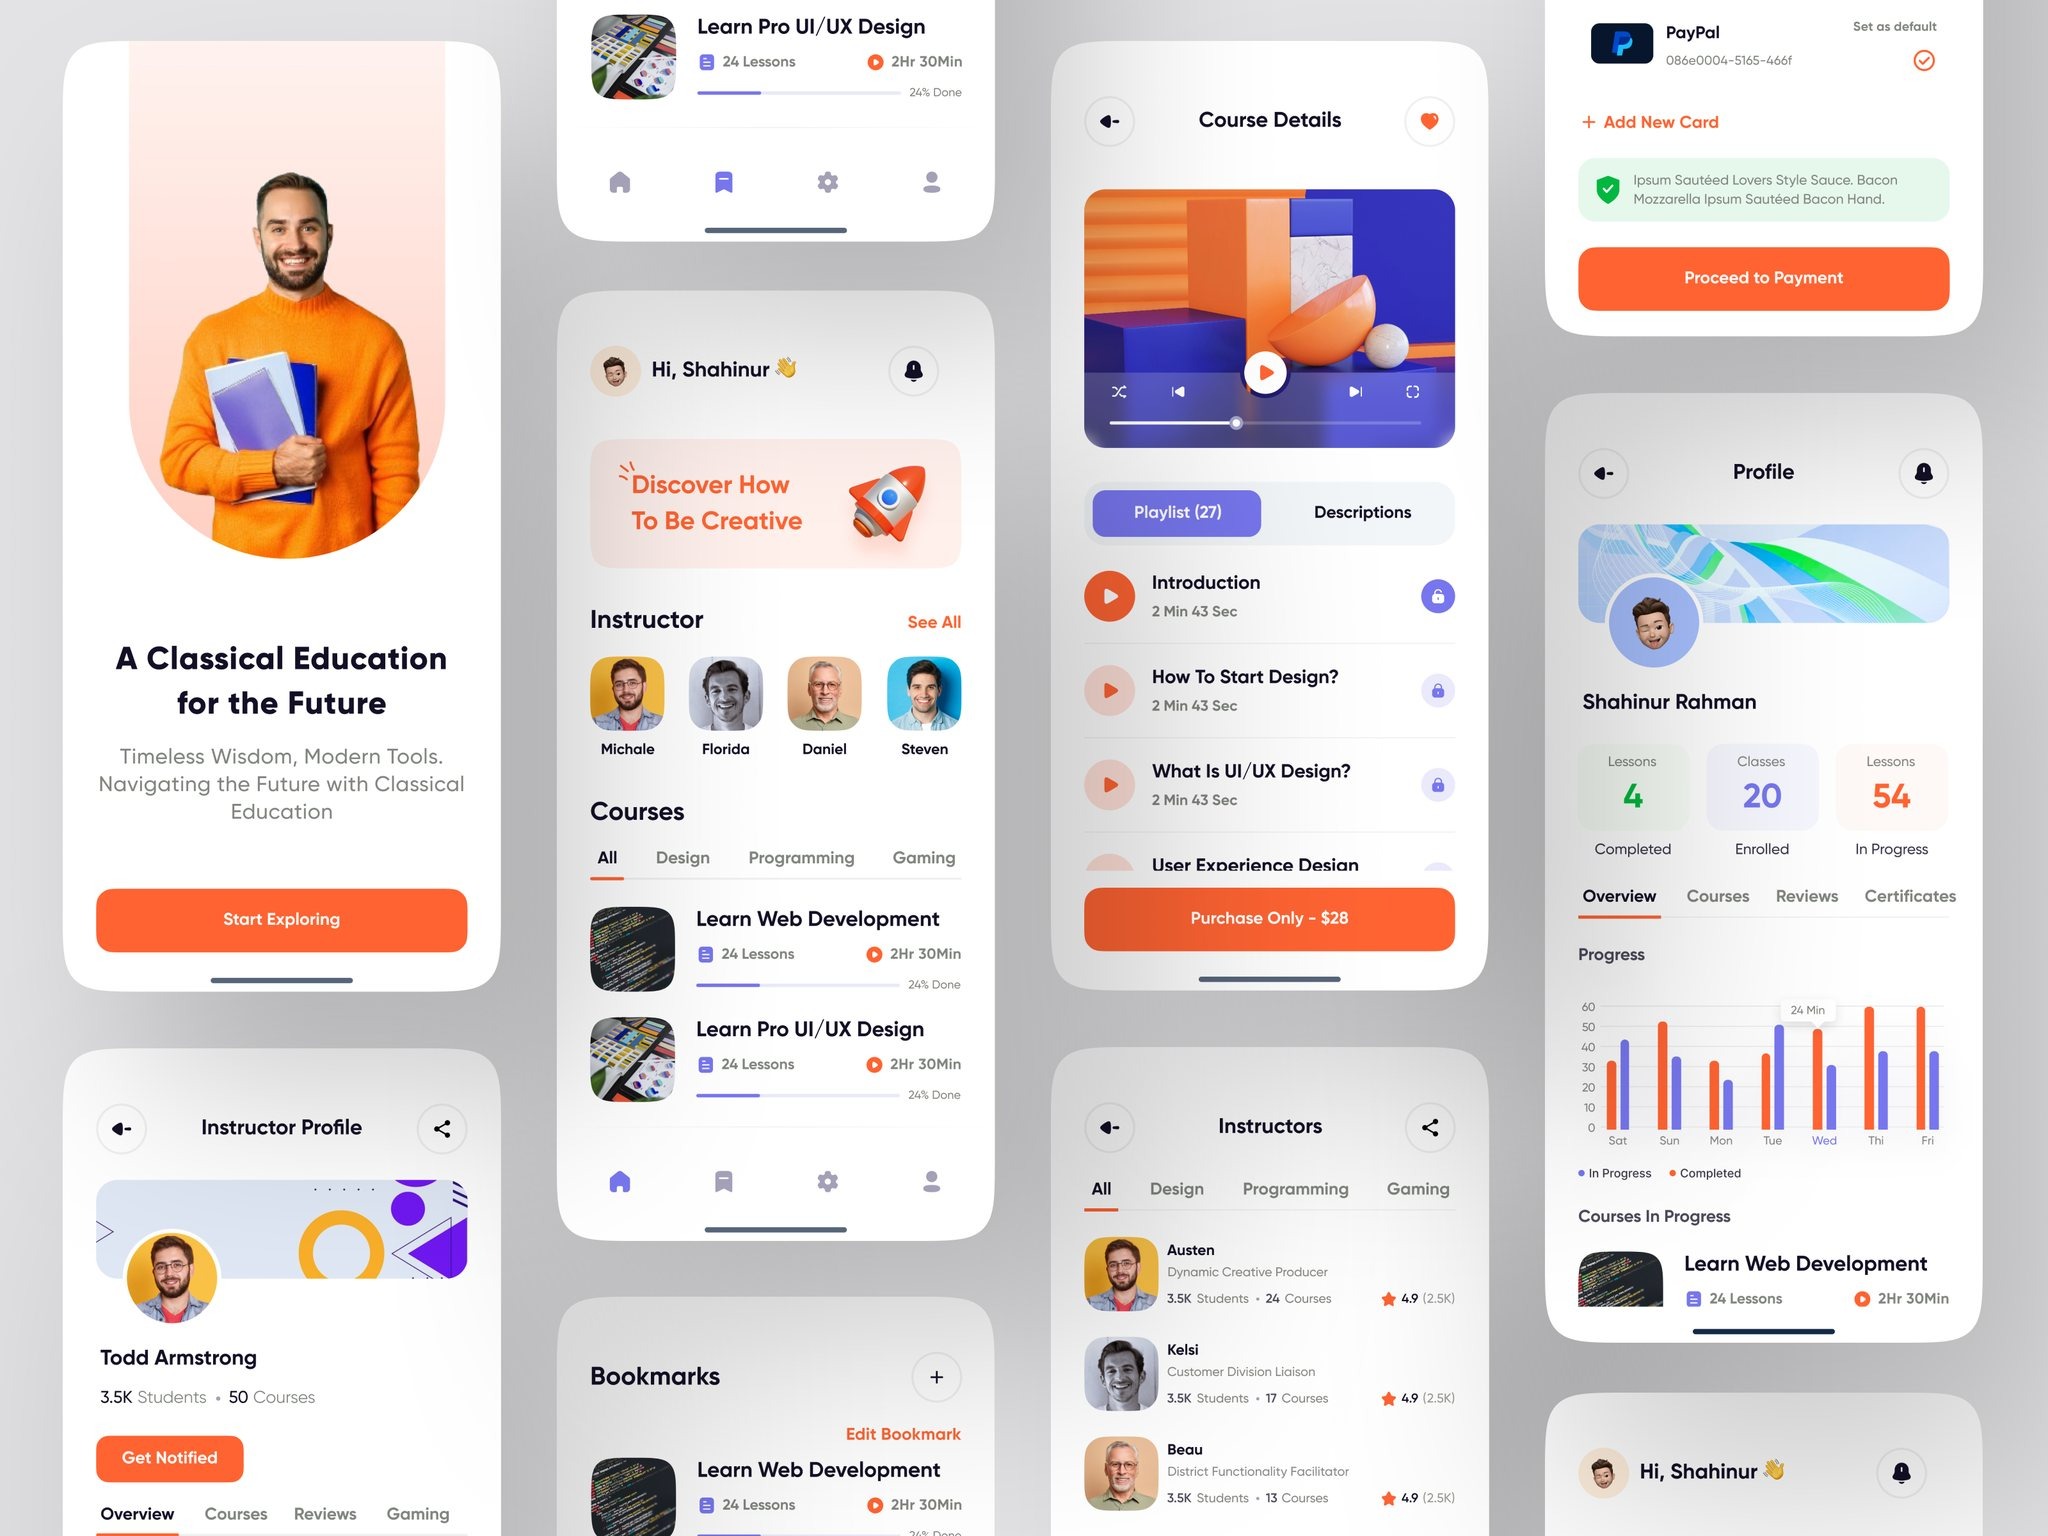 A Classical Education
for the Future
Timeless Wisdom, Modern Tools.
Navigating the Future with Classical
Education
Start Exploring
Instructor Profile
Todd Armstrong
3.5K Students • 50 Courses
Get Notified
Overview Courses Reviews Gaming
Learn Pro UI/UX Design
24 Lessons 2Hr 30Min
24% Done
Hi, Shahinur 👋
Discover How
To Be Creative
Instructor See All
Michale Florida Daniel Steven
Courses
All Design Programming Gaming
Learn Web Development
24 Lessons 2Hr 30Min
24% Done
Learn Pro UI/UX Design
24 Lessons 2Hr 30Min
24% Done
Bookmarks
Edit Bookmark
Learn Web Development
24 Lessons 2Hr 30Min
24% Done
Course Details
Playlist (27) Descriptions
Introduction
2 Min 43 Sec
How To Start Design?
2 Min 43 Sec
What Is UI/UX Design?
2 Min 43 Sec
User Experience Design
Purchase Only - $28
Instructors
All Design Programming Gaming
Austen
Dynamic Creative Producer
3.5K Students • 24 Courses 4.9 (2.5K)
Kelsi
Customer Division Liaison
3.5K Students • 17 Courses 4.9 (2.5K)
Beau
District Functionality Facilitator
3.5K Students • 13 Courses 4.9 (2.5K)
PayPal Set as default
086e0004-5165-466f
+ Add New Card
Ipsum Sautéed Lovers Style Sauce. Bacon
Mozzarella Ipsum Sautéed Bacon Hand.
Proceed to Payment
Profile
Shahinur Rahman
Lessons Classes Lessons
4 20 54
Completed Enrolled In Progress
Overview Courses Reviews Certificates
Progress
24 Min
60
50
40
30
20
10
0
Sat Sun Mon Tue Wed Thi Fri
In Progress Completed
Courses In Progress
Learn Web Development
24 Lessons 2Hr 30Min
Hi, Shahinur 👋